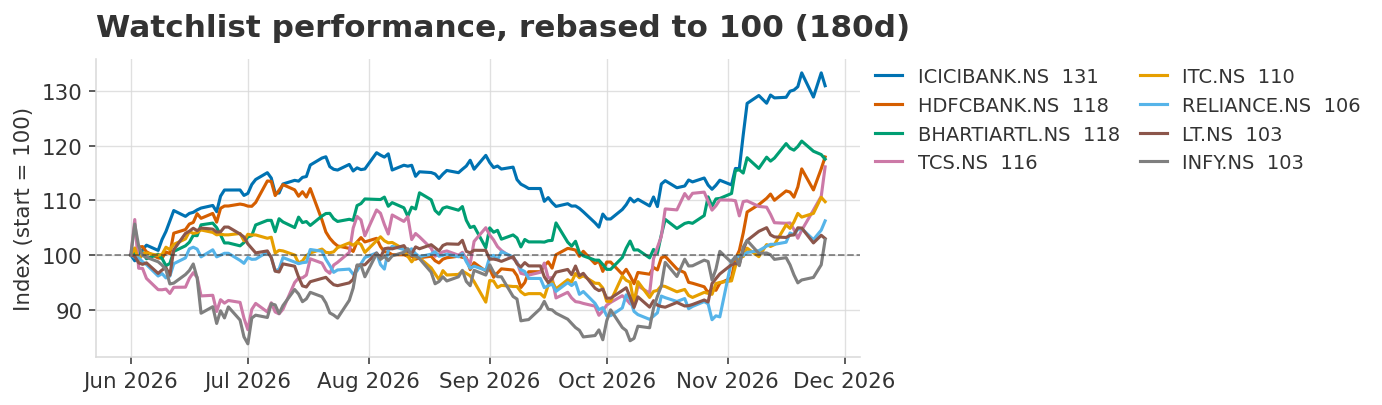 Watchlist performance, rebased to 100 (180d)
Index (start = 100)
130
120
110
100
90
Jun 2026 Jul 2026 Aug 2026 Sep 2026 Oct 2026 Nov 2026 Dec 2026
ICICIBANK.NS 131
HDFCBANK.NS 118
BHARTIARTL.NS 118
TCS.NS 116
ITC.NS 110
RELIANCE.NS 106
LT.NS 103
INFY.NS 103